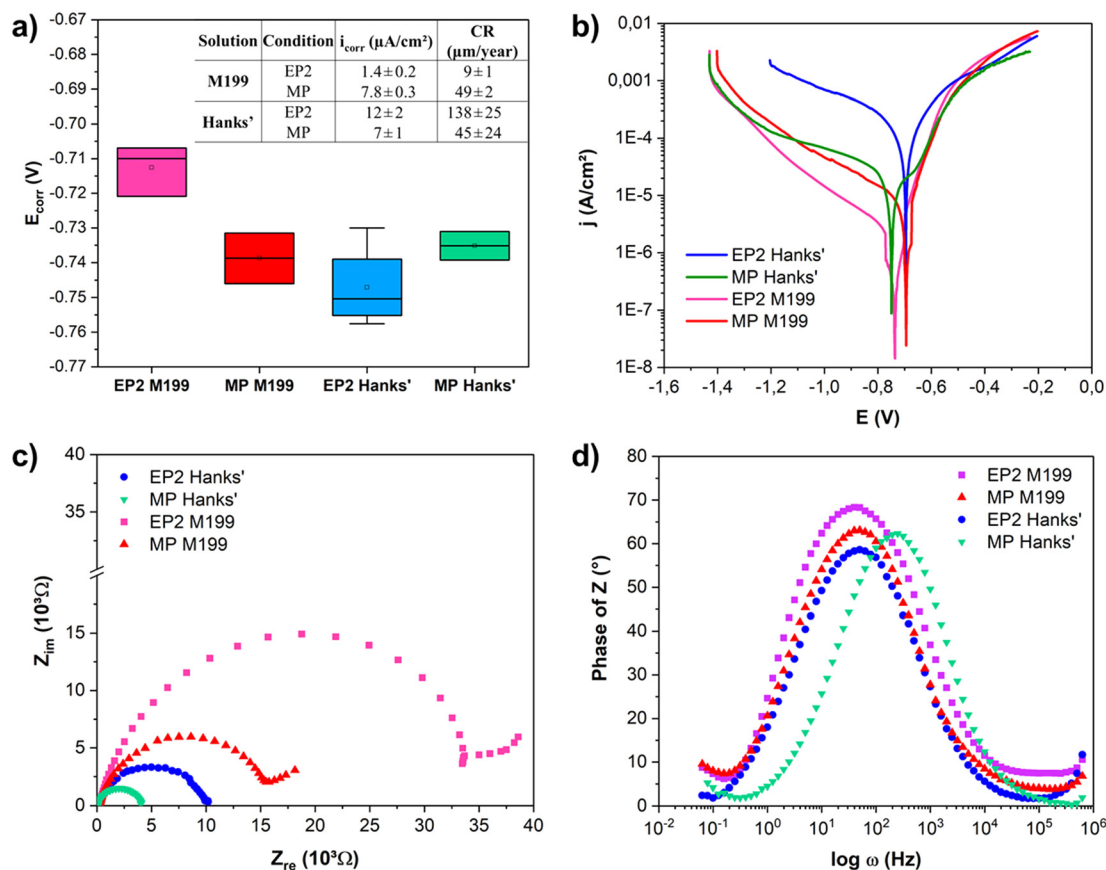 a)
Solution Condition i_corr (µA/cm²) CR (µm/year)
M199 EP2 1.4±0.2 9±1
MP 7.8±0.3 49±2
Hanks' EP2 12±2 138±25
MP 7±1 45±24
E_corr (V)
-0.67
-0.68
-0.69
-0.70
-0.71
-0.72
-0.73
-0.74
-0.75
-0.76
-0.77
EP2 M199 MP M199 EP2 Hanks' MP Hanks'
b)
j (A/cm²)
0,01
0,001
1E-4
1E-5
1E-6
1E-7
1E-8
EP2 Hanks'
MP Hanks'
EP2 M199
MP M199
-1,6 -1,4 -1,2 -1,0 -0,8 -0,6 -0,4 -0,2 0,0
E (V)
c)
Z_im (10³Ω)
40
35
15
10
5
0
EP2 Hanks'
MP Hanks'
EP2 M199
MP M199
0 5 10 15 20 25 30 35 40
Z_re (10³Ω)
d)
Phase of Z (°)
80
70
60
50
40
30
20
10
0
EP2 M199
MP M199
EP2 Hanks'
MP Hanks'
10⁻² 10⁻¹ 10⁰ 10¹ 10² 10³ 10⁴ 10⁵ 10⁶
log ω (Hz)